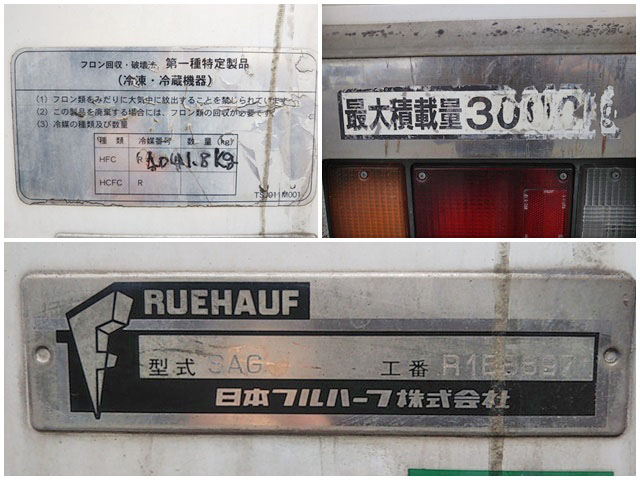 フロン回収・破壊法 第一種特定製品
(冷凍・冷蔵機器)
(1) フロン類をみだりに大気中に放出することを禁じられています
(2) この製品を廃棄する場合には、フロン類の回収が必要です
(3) 冷媒の種類及び数量
種 類 冷媒番号 数 量 (kg)
HFC R 404 1.8kg
HCFC R
最大積載量3000
RUEHAUF
型式 工番
日本フルハーフ株式会社